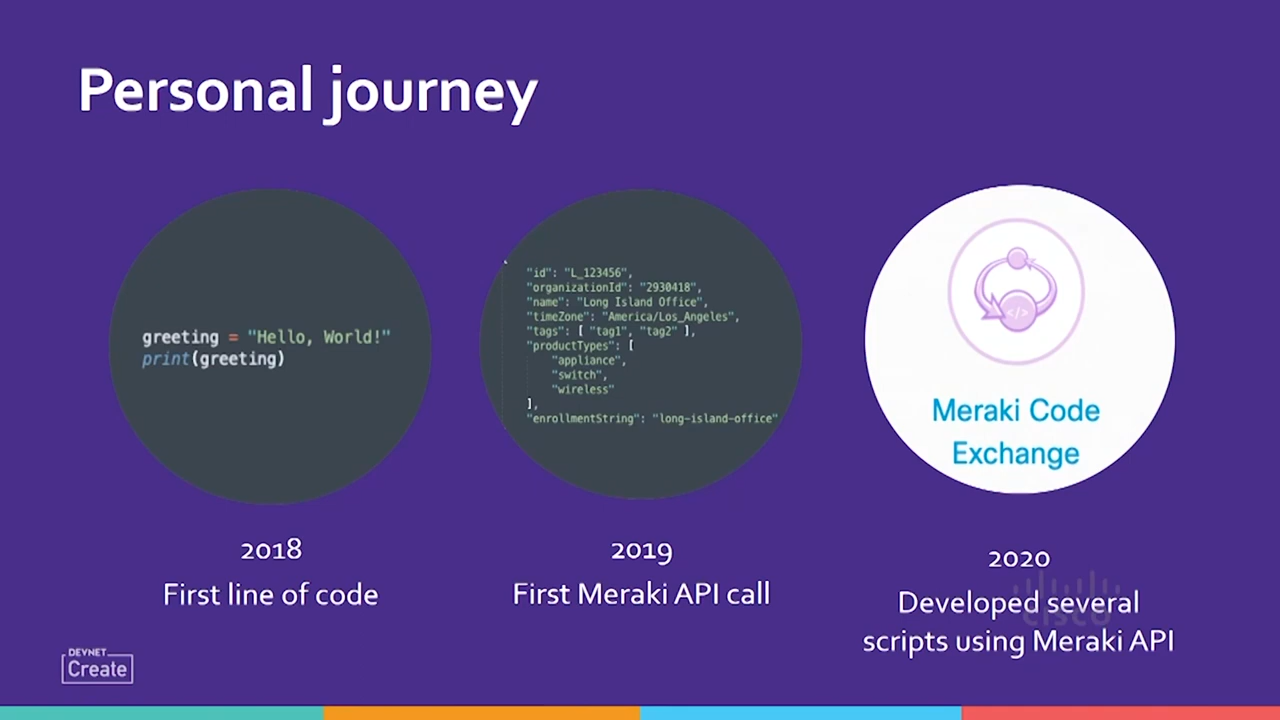 Personal journey
greeting = "Hello, World!"
print(greeting)
"id": "L_123456",
"organizationId": "2930418",
"name": "Long Island Office",
"timeZone": "America/Los_Angeles",
"tags": [ "tag1", "tag2" ],
"productTypes": [
"appliance",
"switch",
"wireless"
],
"enrollmentString": "long-island-office"
</>
Meraki Code
Exchange
2018
First line of code
2019
First Meraki API call
2020
Developed several
scripts using Meraki API
cisco
DEVNET
Create